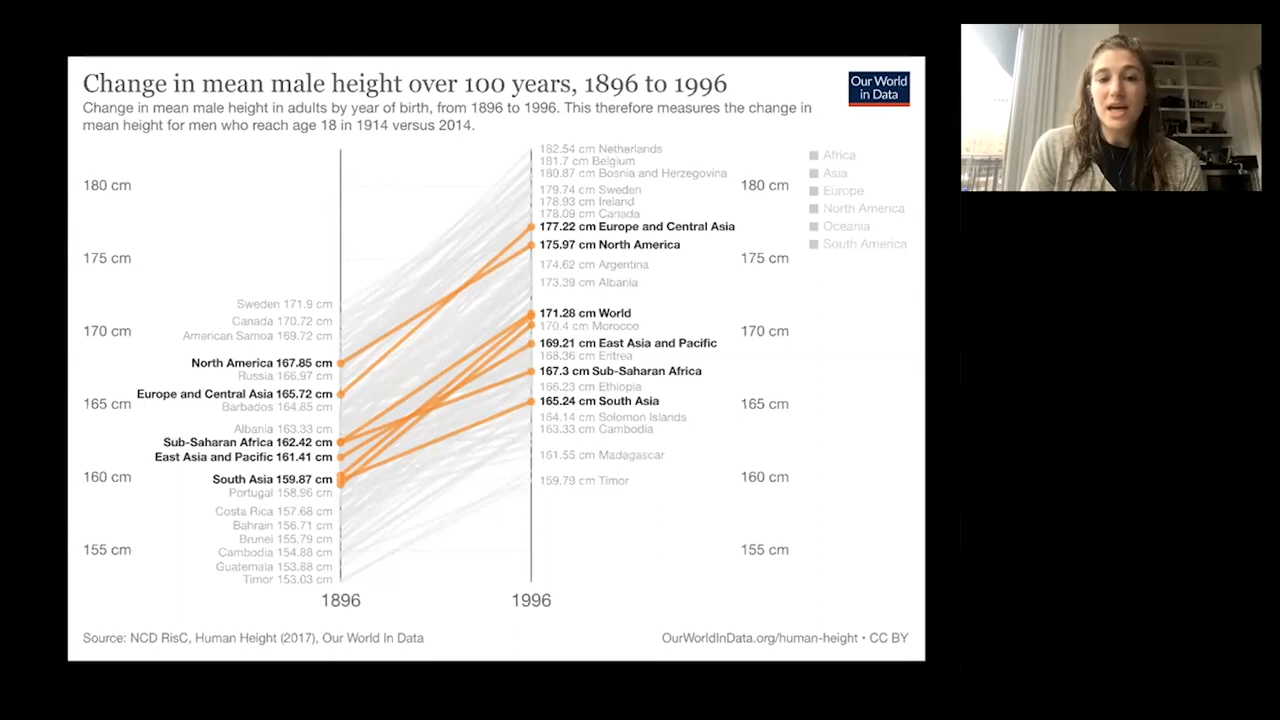 Change in mean male height over 100 years, 1896 to 1996
Our World
in Data
Change in mean male height in adults by year of birth, from 1896 to 1996. This therefore measures the change in
mean height for men who reach age 18 in 1914 versus 2014.
180 cm
175 cm
170 cm
165 cm
160 cm
155 cm
Sweden 171.9 cm
Canada 170.72 cm
American Samoa 169.72 cm
North America 167.85 cm
Russia 166.97 cm
Europe and Central Asia 165.72 cm
Barbados 164.85 cm
Albania 163.33 cm
Sub-Saharan Africa 162.42 cm
East Asia and Pacific 161.41 cm
South Asia 159.87 cm
Portugal 158.96 cm
Costa Rica 157.68 cm
Bahrain 156.71 cm
Brunei 155.79 cm
Cambodia 154.88 cm
Guatemala 153.88 cm
Timor 153.03 cm
182.54 cm Netherlands
181.7 cm Belgium
180.87 cm Bosnia and Herzegovina
179.74 cm Sweden
178.93 cm Ireland
178.09 cm Canada
177.22 cm Europe and Central Asia
175.97 cm North America
174.62 cm Argentina
173.39 cm Albania
171.28 cm World
170.4 cm Morocco
169.21 cm East Asia and Pacific
168.36 cm Eritrea
167.3 cm Sub-Saharan Africa
166.23 cm Ethiopia
165.24 cm South Asia
164.14 cm Solomon Islands
163.33 cm Cambodia
161.55 cm Madagascar
159.79 cm Timor
180 cm
175 cm
170 cm
165 cm
160 cm
155 cm
Africa
Asia
Europe
North America
Oceania
South America
1896
1996
Source: NCD RisC, Human Height (2017), Our World In Data
OurWorldInData.org/human-height • CC BY